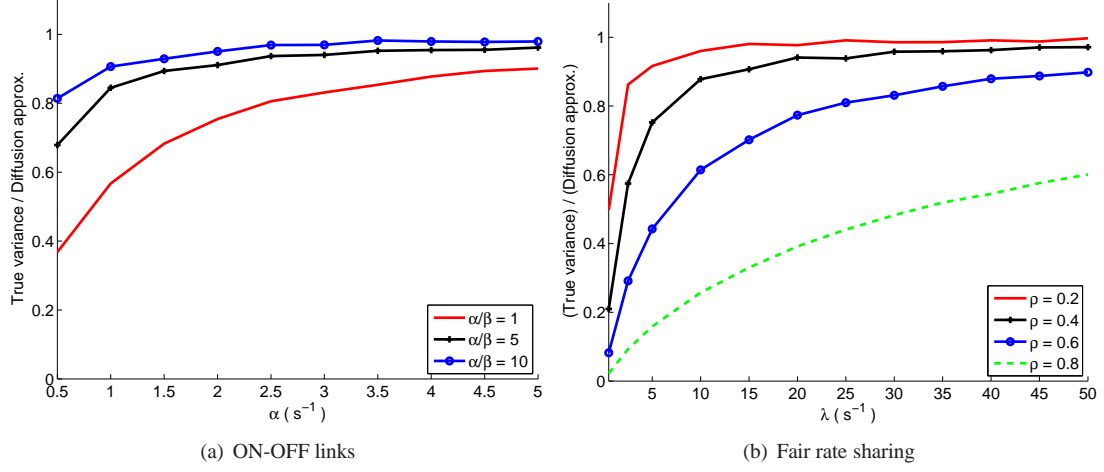 True variance / Diffusion approx.
1
0.8
0.6
0.4
0.2
0
0.5 1 1.5 2 2.5 3 3.5 4 4.5 5
α ( s⁻¹ )
α/β = 1
α/β = 5
α/β = 10
(a) ON-OFF links
(True variance) / (Diffusion approx.)
1
0.8
0.6
0.4
0.2
0
5 10 15 20 25 30 35 40 45 50
λ (s⁻¹)
ρ = 0.2
ρ = 0.4
ρ = 0.6
ρ = 0.8
(b) Fair rate sharing